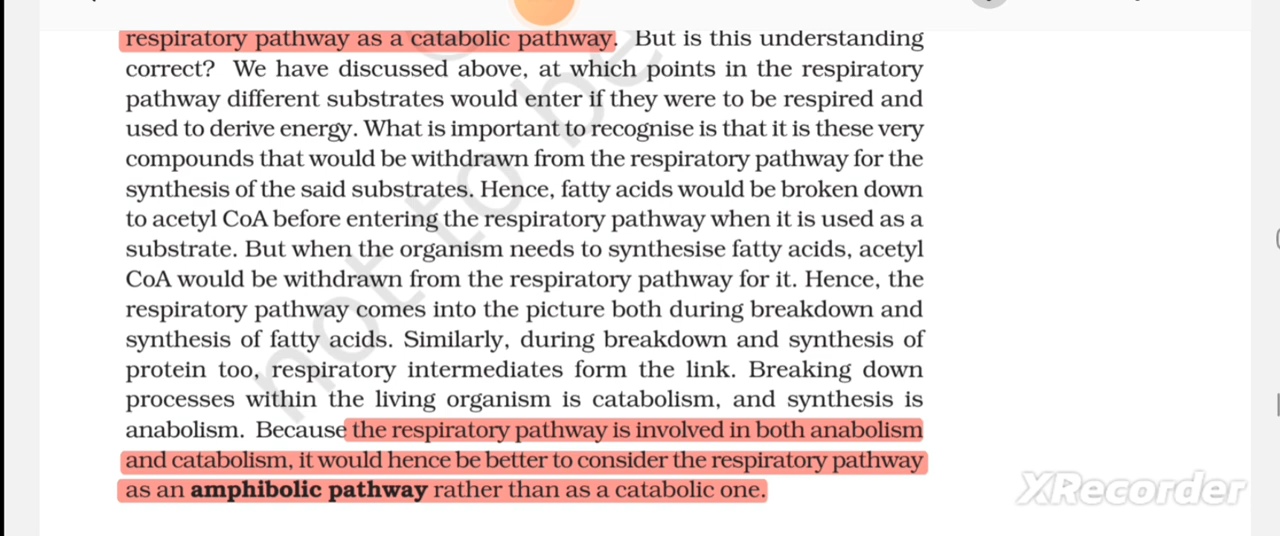 respiratory pathway as a catabolic pathway. But is this understanding
correct? We have discussed above, at which points in the respiratory
pathway different substrates would enter if they were to be respired and
used to derive energy. What is important to recognise is that it is these very
compounds that would be withdrawn from the respiratory pathway for the
synthesis of the said substrates. Hence, fatty acids would be broken down
to acetyl CoA before entering the respiratory pathway when it is used as a
substrate. But when the organism needs to synthesise fatty acids, acetyl
CoA would be withdrawn from the respiratory pathway for it. Hence, the
respiratory pathway comes into the picture both during breakdown and
synthesis of fatty acids. Similarly, during breakdown and synthesis of
protein too, respiratory intermediates form the link. Breaking down
processes within the living organism is catabolism, and synthesis is
anabolism. Because the respiratory pathway is involved in both anabolism
and catabolism, it would hence be better to consider the respiratory pathway
as an amphibolic pathway rather than as a catabolic one.
not to be
XRecorder